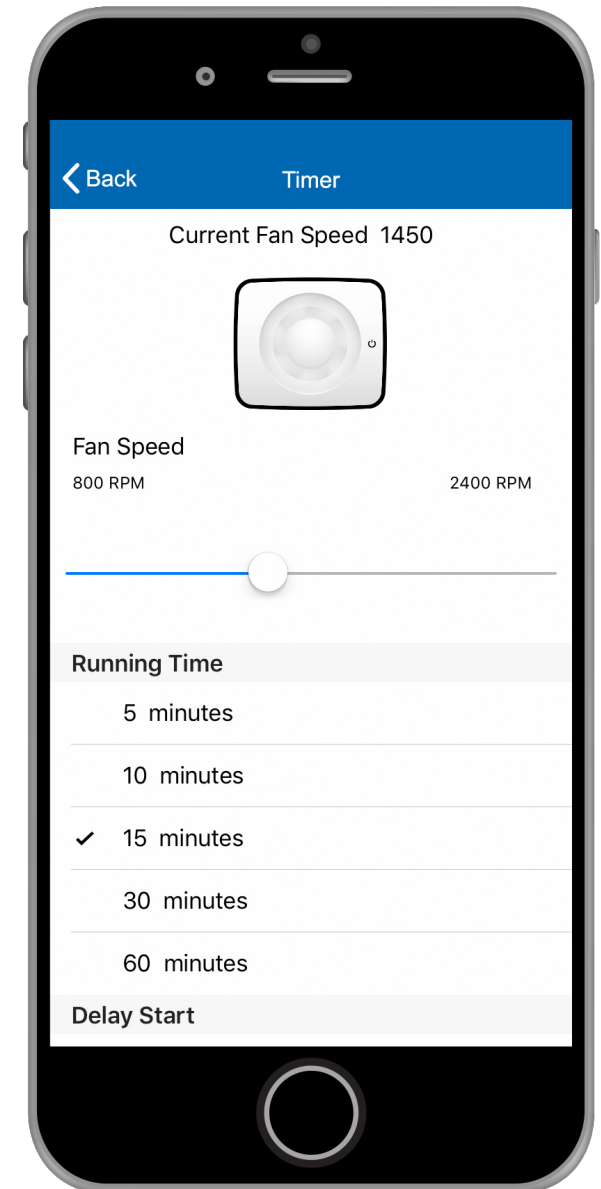 Back Timer
Current Fan Speed 1450
Fan Speed
800 RPM 2400 RPM
Running Time
5 minutes
10 minutes
15 minutes
30 minutes
60 minutes
Delay Start